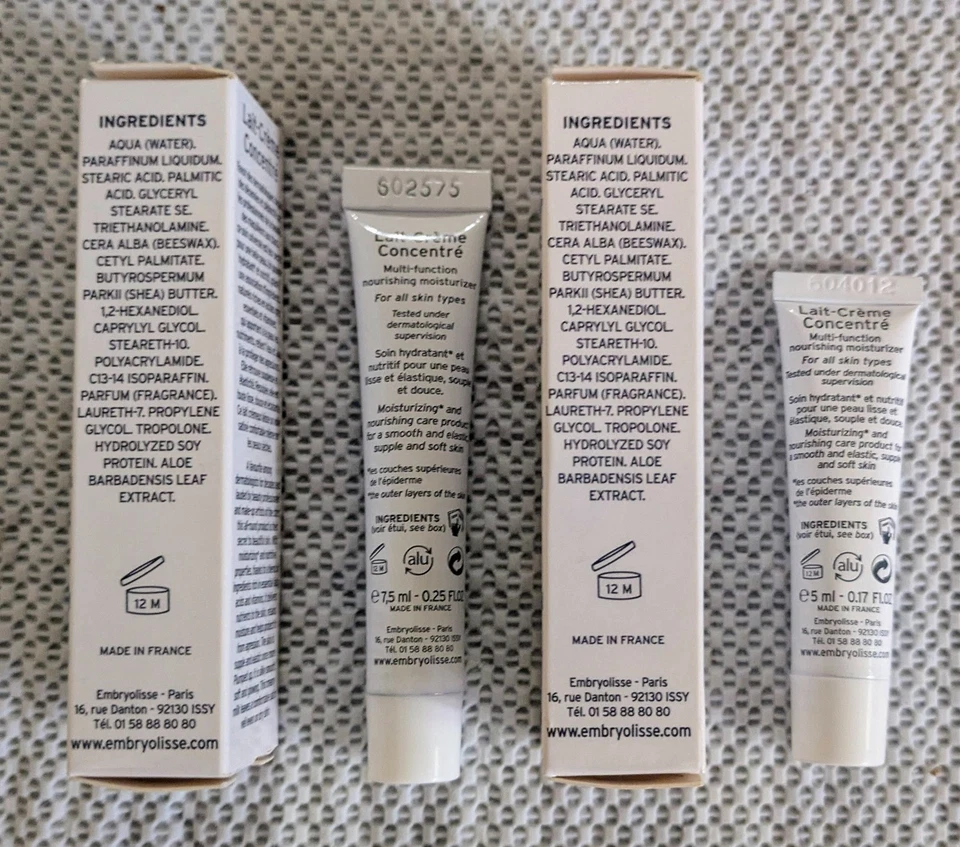 INGREDIENTS
AQUA (WATER).
PARAFFINUM LIQUIDUM.
STEARIC ACID. PALMITIC
ACID. GLYCERYL
STEARATE SE.
TRIETHANOLAMINE.
CERA ALBA (BEESWAX).
CETYL PALMITATE.
BUTYROSPERMUM
PARKII (SHEA) BUTTER.
1,2-HEXANEDIOL.
CAPRYLYL GLYCOL.
STEARETH-10.
POLYACRYLAMIDE.
C13-14 ISOPARAFFIN.
PARFUM (FRAGRANCE).
LAURETH-7. PROPYLENE
GLYCOL. TROPOLONE.
HYDROLYZED SOY
PROTEIN. ALOE
BARBADENSIS LEAF
EXTRACT.
12 M
MADE IN FRANCE
Embryolisse - Paris
16, rue Danton - 92130 ISSY
Tél. 01 58 88 80 80
www.embryolisse.com
Lait-Crème
Concentré
602575
Lait-Crème
Concentré
Multi-function
nourishing moisturizer
For all skin types
Tested under
dermatological
supervision
Soin hydratant* et
nutritif pour une peau
lisse et élastique, souple
et douce.
Moisturizing* and
nourishing care product
for a smooth and elastic,
supple and soft skin
*les couches supérieures
de l'épiderme
*the outer layers of the skin
INGREDIENTS
(voir étui, see box)
12 M
alu
e 7,5 ml - 0.25 FL.OZ
MADE IN FRANCE
Embryolisse - Paris
16, rue Danton - 92130 ISSY
Tél. 01 58 88 80 80
www.embryolisse.com
INGREDIENTS
AQUA (WATER).
PARAFFINUM LIQUIDUM.
STEARIC ACID. PALMITIC
ACID. GLYCERYL
STEARATE SE.
TRIETHANOLAMINE.
CERA ALBA (BEESWAX).
CETYL PALMITATE.
BUTYROSPERMUM
PARKII (SHEA) BUTTER.
1,2-HEXANEDIOL.
CAPRYLYL GLYCOL.
STEARETH-10.
POLYACRYLAMIDE.
C13-14 ISOPARAFFIN.
PARFUM (FRAGRANCE).
LAURETH-7. PROPYLENE
GLYCOL. TROPOLONE.
HYDROLYZED SOY
PROTEIN. ALOE
BARBADENSIS LEAF
EXTRACT.
12 M
MADE IN FRANCE
Embryolisse - Paris
16, rue Danton - 92130 ISSY
Tél. 01 58 88 80 80
www.embryolisse.com
604012
Lait-Crème
Concentré
Multi-function
nourishing moisturizer
For all skin types
Tested under dermatological
supervision
Soin hydratant* et nutritif
pour une peau lisse et
élastique, souple et douce.
Moisturizing* and
nourishing care product for
a smooth and elastic, supple
and soft skin
*les couches supérieures
de l'épiderme
*the outer layers of the skin
INGREDIENTS
(voir étui, see box)
12 M
alu
e 5 ml - 0.17 FL.OZ
MADE IN FRANCE
Embryolisse - Paris
16, rue Danton - 92130 ISSY
Tél. 01 58 88 80 80
www.embryolisse.com